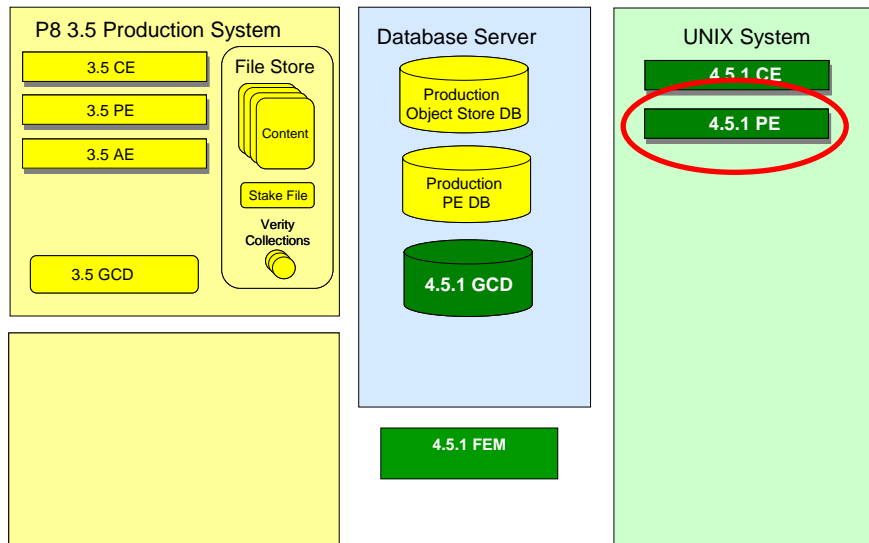 P8 3.5 Production System
3.5 CE
3.5 PE
3.5 AE
3.5 GCD
File Store
Content
Stake File
Verity
Collections
Database Server
Production
Object Store DB
Production
PE DB
4.5.1 GCD
4.5.1 FEM
UNIX System
4.5.1 CE
4.5.1 PE